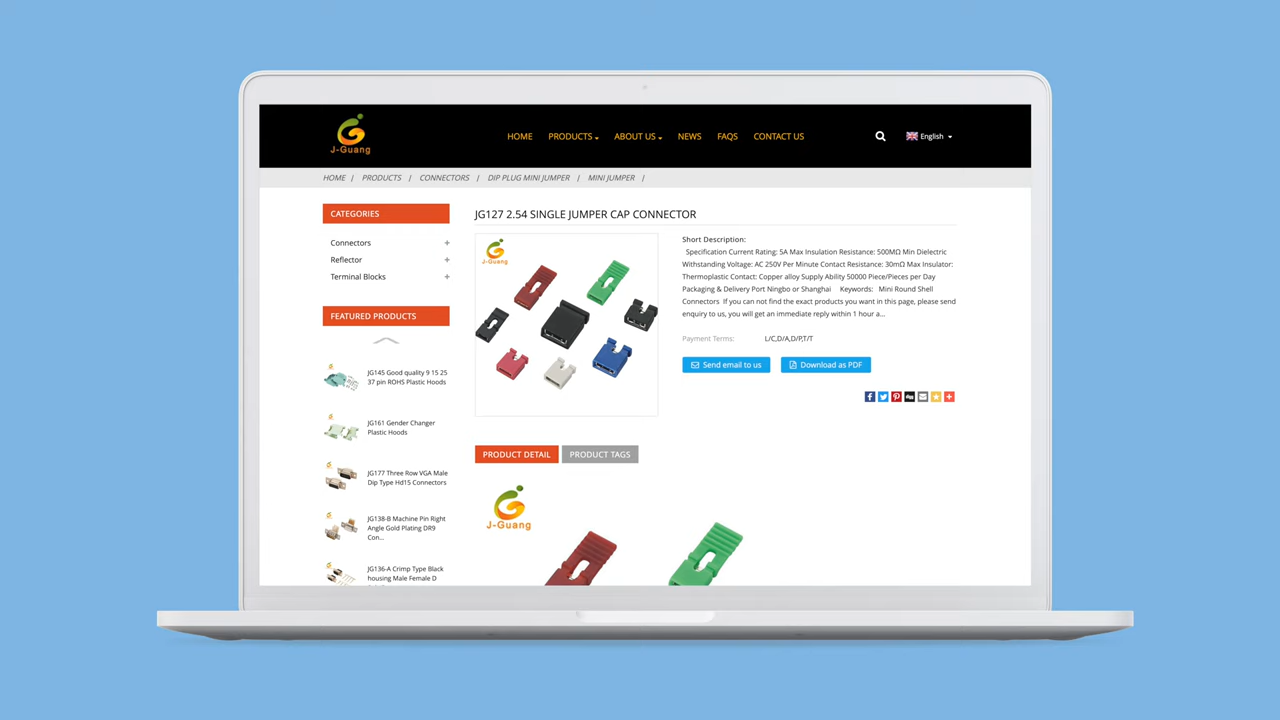 J-Guang
HOME
PRODUCTS
ABOUT US
NEWS
FAQS
CONTACT US
English
HOME | PRODUCTS | CONNECTORS | DIP PLUG MINI JUMPER | MINI JUMPER |
CATEGORIES
Connectors +
Reflector +
Terminal Blocks +
FEATURED PRODUCTS
JG145 Good quality 9 15 25
37 pin ROHS Plastic Hoods
JG161 Gender Changer
Plastic Hoods
JG177 Three Row VGA Male
Dip Type Hd15 Connectors
JG138-B Machine Pin Right
Angle Gold Plating DR9
Con...
JG136-A Crimp Type Black
housing Male Female D
JG127 2.54 SINGLE JUMPER CAP CONNECTOR
J-Guang
Short Description:
Specification Current Rating: 5A Max Insulation Resistance: 500MΩ Min Dielectric
Withstanding Voltage: AC 250V Per Minute Contact Resistance: 30mΩ Max Insulator:
Thermoplastic Contact: Copper alloy Supply Ability 50000 Piece/Pieces per Day
Packaging & Delivery Port Ningbo or Shanghai Keywords: Mini Round Shell
Connectors If you can not find the exact products you want in this page, please send
enquiry to us, you will get an immediate reply within 1 hour a...
Payment Terms: L/C,D/A,D/P,T/T
Send email to us
Download as PDF
PRODUCT DETAIL
PRODUCT TAGS
J-Guang